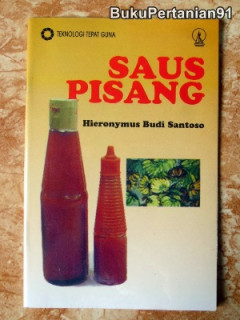 BukuPertanian91
TEKNOLOGI TEPAT GUNA
SAUS
PISANG
Hieronymus Budi Santoso